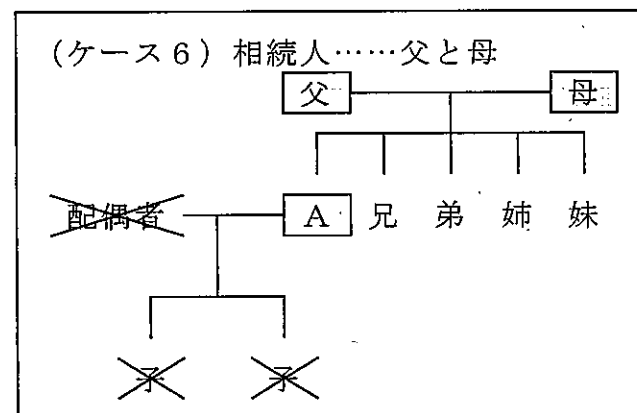 (ケース6) 相続人……父と母
父 母
配偶者 A 兄 弟 姉 妹
子 子